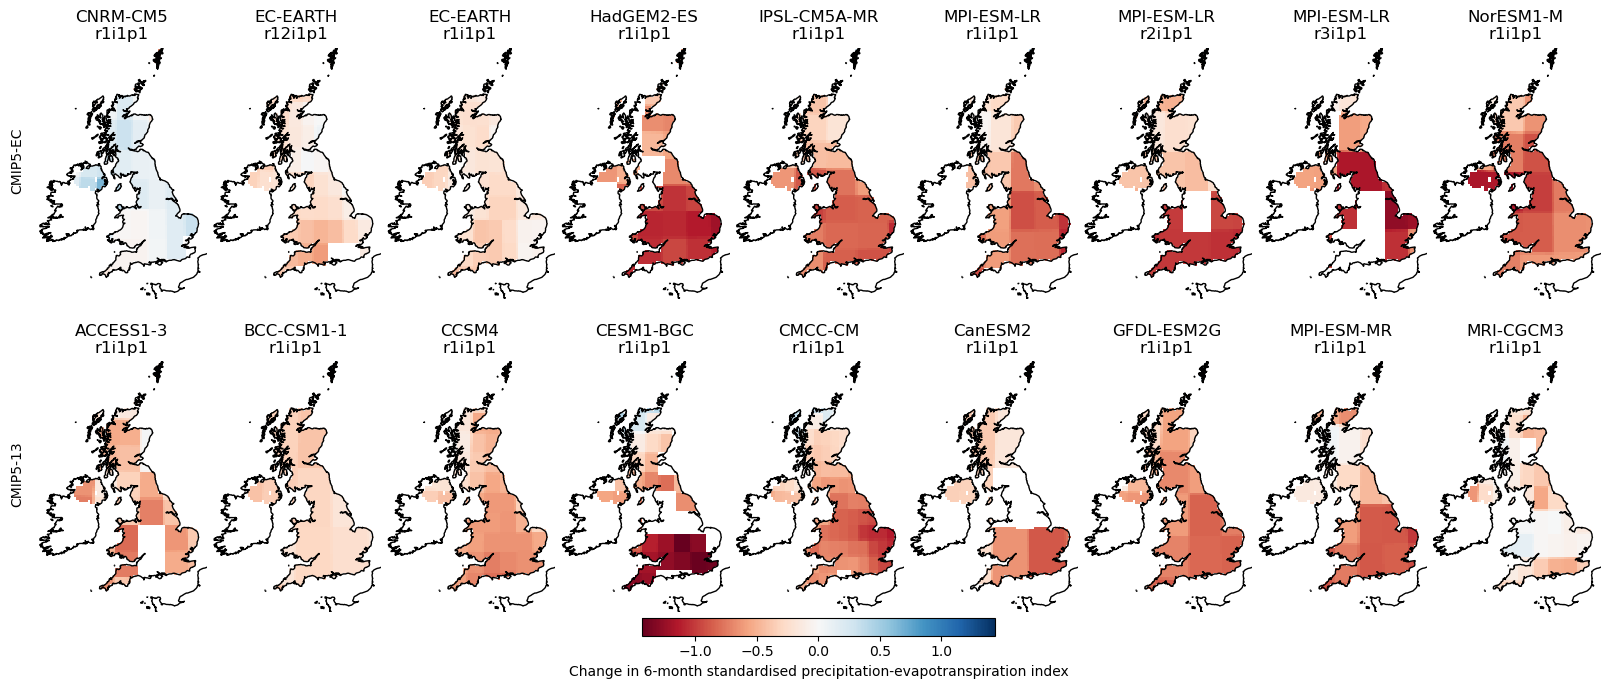 CNRM-CM5
r1i1p1
EC-EARTH
r12i1p1
EC-EARTH
r1i1p1
HadGEM2-ES
r1i1p1
IPSL-CM5A-MR
r1i1p1
MPI-ESM-LR
r1i1p1
MPI-ESM-LR
r2i1p1
MPI-ESM-LR
r3i1p1
NorESM1-M
r1i1p1
CMIP5-EC
ACCESS1-3
r1i1p1
BCC-CSM1-1
r1i1p1
CCSM4
r1i1p1
CESM1-BGC
r1i1p1
CMCC-CM
r1i1p1
CanESM2
r1i1p1
GFDL-ESM2G
r1i1p1
MPI-ESM-MR
r1i1p1
MRI-CGCM3
r1i1p1
CMIP5-13
−1.0 −0.5 0.0 0.5 1.0
Change in 6-month standardised precipitation-evapotranspiration index